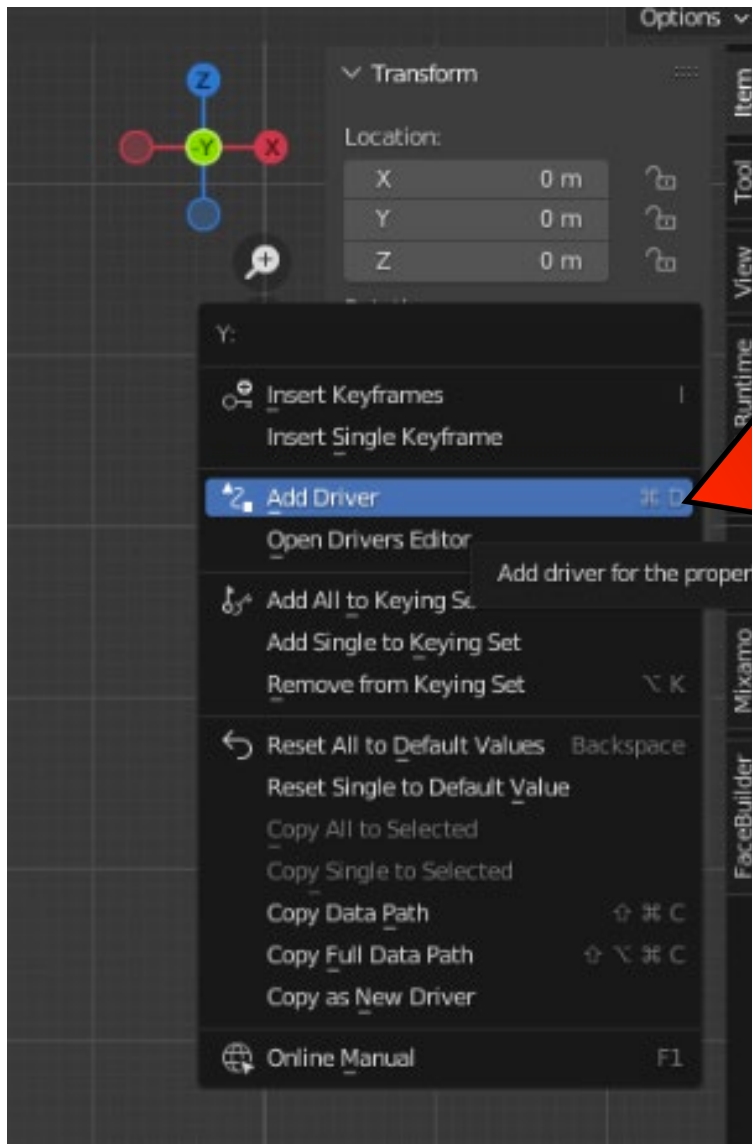 Options
Z
-Y
X
Transform
Location:
X 0 m
Y 0 m
Z 0 m
Item
Tool
View
Runtime
Mixamo
FaceBuilder
Y:
Insert Keyframes I
Insert Single Keyframe
Add Driver ⌘ D
Open Drivers Editor
Add driver for the proper
Add All to Keying Se
Add Single to Keying Set
Remove from Keying Set ⌥ K
Reset All to Default Values Backspace
Reset Single to Default Value
Copy All to Selected
Copy Single to Selected
Copy Data Path ⇧ ⌘ C
Copy Full Data Path ⇧ ⌥ ⌘ C
Copy as New Driver
Online Manual F1